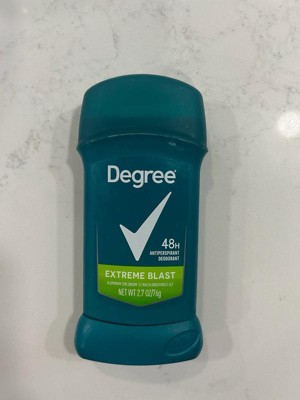 Degree
48H
ANTIPERSPIRANT
DEODORANT
EXTREME BLAST
NET WT 2.7 OZ/76g